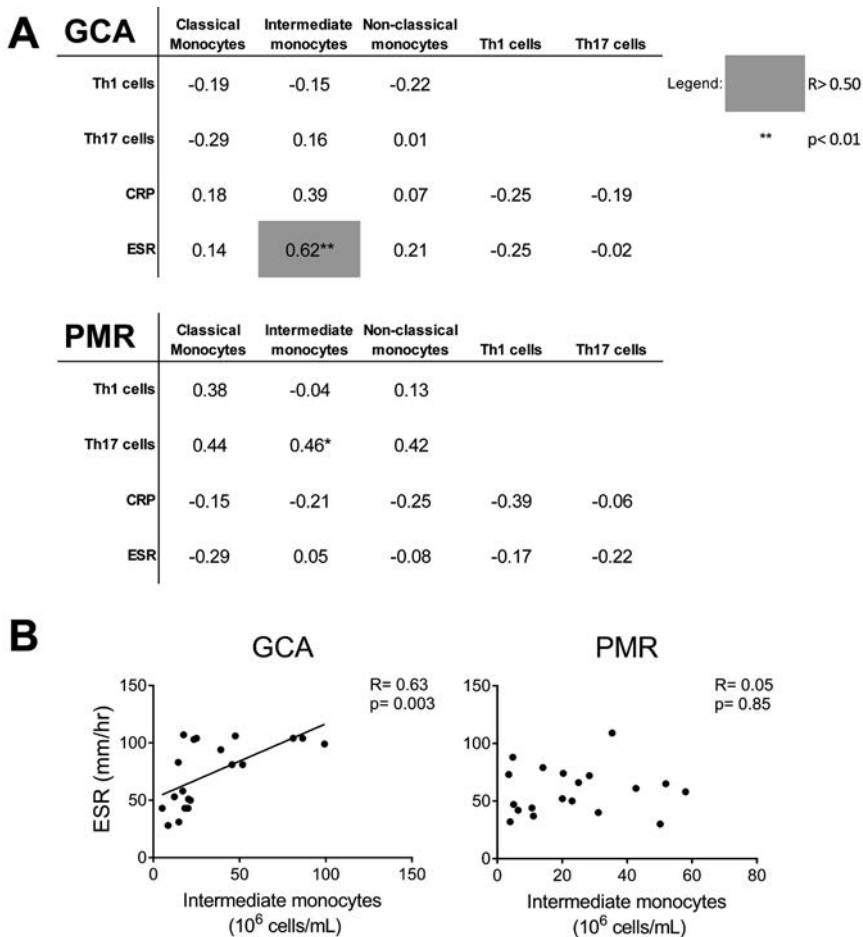 A
GCA Classical Monocytes Intermediate monocytes Non-classical monocytes Th1 cells Th17 cells
Th1 cells -0.19 -0.15 -0.22
Th17 cells -0.29 0.16 0.01
CRP 0.18 0.39 0.07 -0.25 -0.19
ESR 0.14 0.62** 0.21 -0.25 -0.02
Legend: R> 0.50
** p< 0.01
PMR Classical Monocytes Intermediate monocytes Non-classical monocytes Th1 cells Th17 cells
Th1 cells 0.38 -0.04 0.13
Th17 cells 0.44 0.46* 0.42
CRP -0.15 -0.21 -0.25 -0.39 -0.06
ESR -0.29 0.05 -0.08 -0.17 -0.22
B
GCA
R= 0.63
p= 0.003
ESR (mm/hr)
150
100
50
0
0 50 100 150
Intermediate monocytes
(10⁶ cells/mL)
PMR
R= 0.05
p= 0.85
150
100
50
0
0 20 40 60 80
Intermediate monocytes
(10⁶ cells/mL)